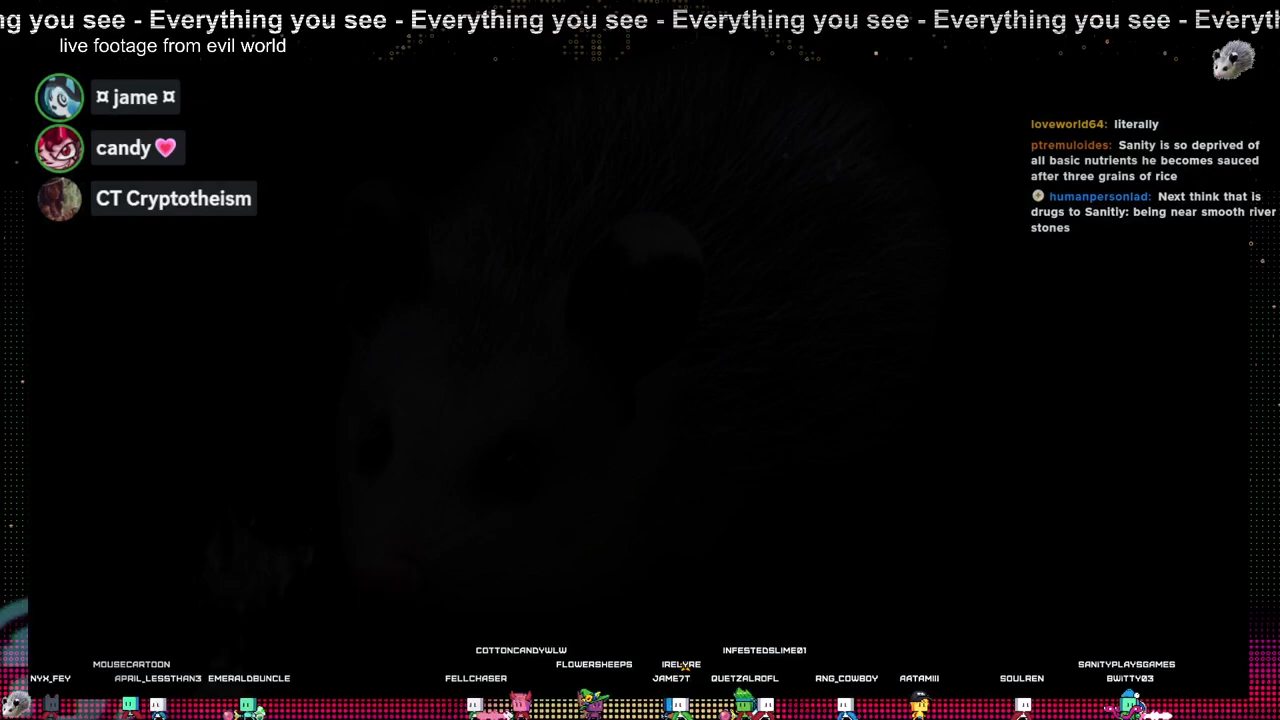 ng you see - Everything you see - Everything you see - Everything you see - Everything you see - Everyt
live footage from evil world
¤ jame ¤
candy💗
CT Cryptotheism
loveworld64: literally
ptremuloides: Sanity is so deprived of
all basic nutrients he becomes sauced
after three grains of rice
humanpersonlad: Next think that is
drugs to Sanitiy: being near smooth river
stones
COTTONCANDYWLW INFESTEDSLIME01
MOUSECARTOON FLOWERSHEEPS IRELYRE SANITYPLAYSGAMES
NYX_FEY APRIL_LESSTHAN3 EMERALDBUNCLE FELLCHASER JAME7T QUETZALROFL RNG_COWBOY AATAMIII SOULREN BWITTY03